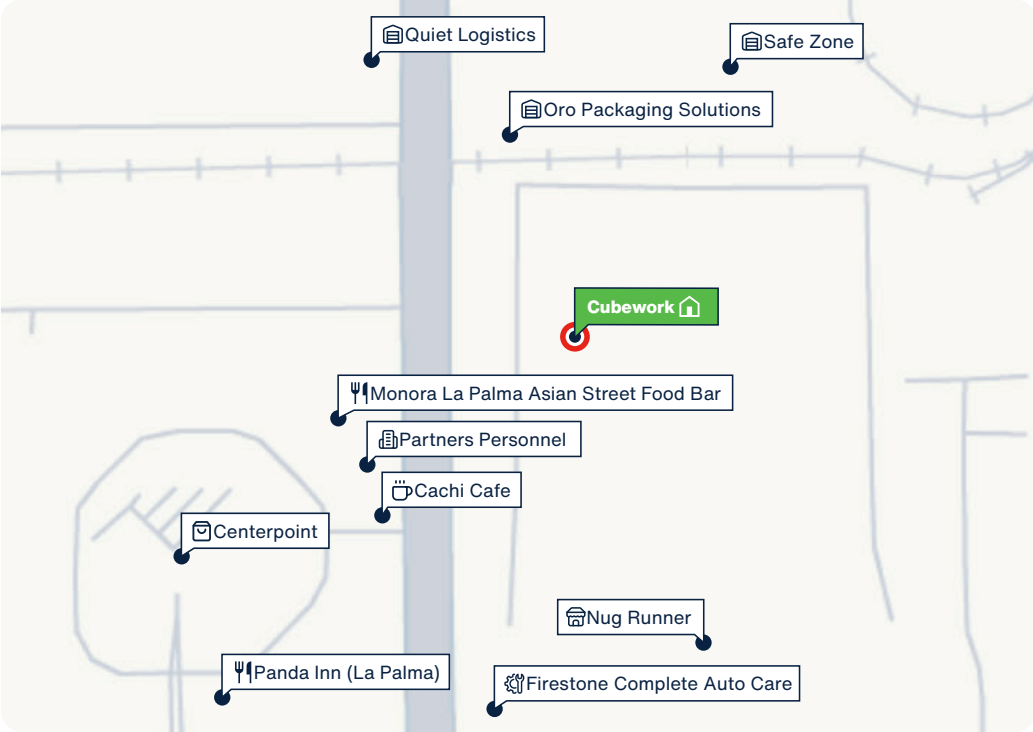 Quiet Logistics
Safe Zone
Oro Packaging Solutions
Cubework
Monora La Palma Asian Street Food Bar
Partners Personnel
Cachi Cafe
Centerpoint
Nug Runner
Panda Inn (La Palma)
Firestone Complete Auto Care